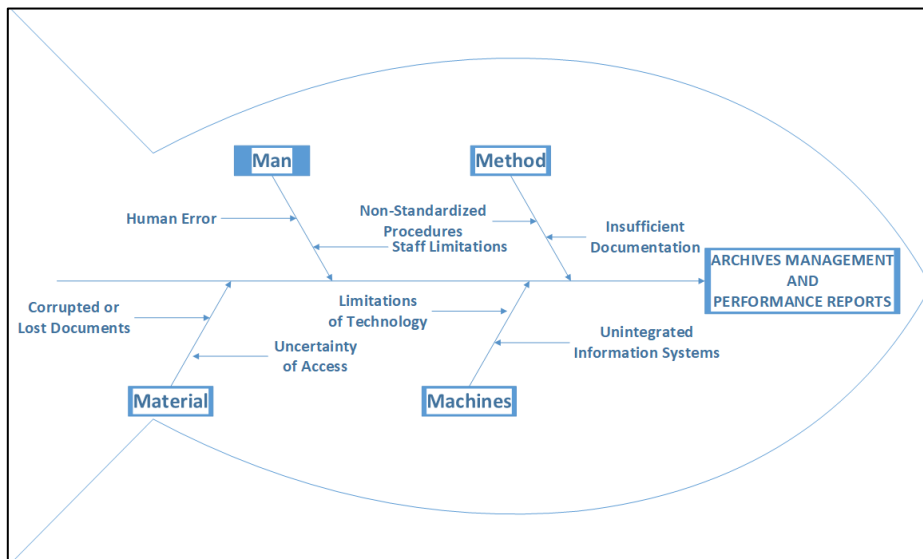 Man
Method
Human Error
Non-Standardized
Procedures
Staff Limitations
Insufficient
Documentation
ARCHIVES MANAGEMENT
AND
PERFORMANCE REPORTS
Corrupted or
Lost Documents
Limitations
of Technology
Uncertainty
of Access
Unintegrated
Information Systems
Material
Machines